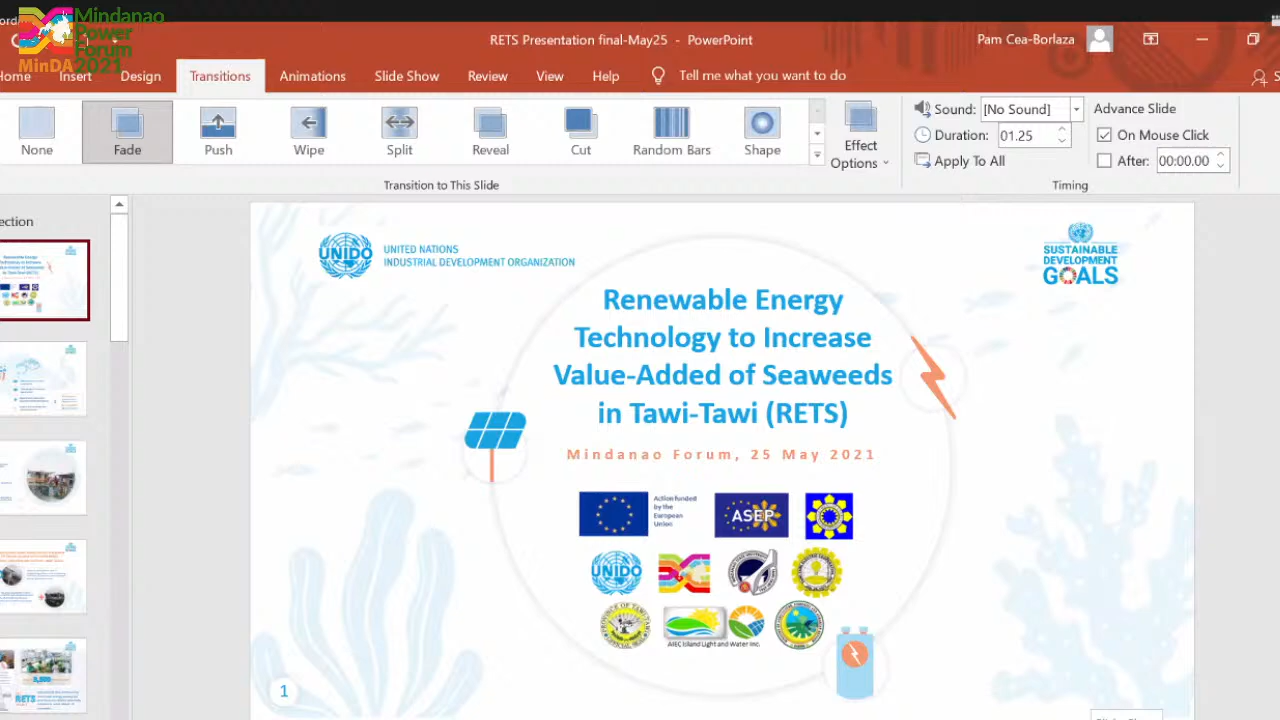 Mindanao
Power
Forum
2021
MinDA
RETS Presentation final-May25 - PowerPoint
Pam Cea-Borlaza
Home
Insert
Design
Transitions
Animations
Slide Show
Review
View
Help
Tell me what you want to do
None
Fade
Push
Wipe
Split
Reveal
Cut
Random Bars
Shape
Effect
Options
Sound:
[No Sound]
Duration:
01.25
Apply To All
Advance Slide
On Mouse Click
After:
00:00.00
Transition to This Slide
Timing
ection
UNIDO
UNITED NATIONS
INDUSTRIAL DEVELOPMENT ORGANIZATION
SUSTAINABLE
DEVELOPMENT
GOALS
Renewable Energy
Technology to Increase
Value-Added of Seaweeds
in Tawi-Tawi (RETS)
Mindanao Forum, 25 May 2021
Action funded
by the
European
Union
ASEP
UNIDO
AIEC Island Light and Water Inc.
1
RETS